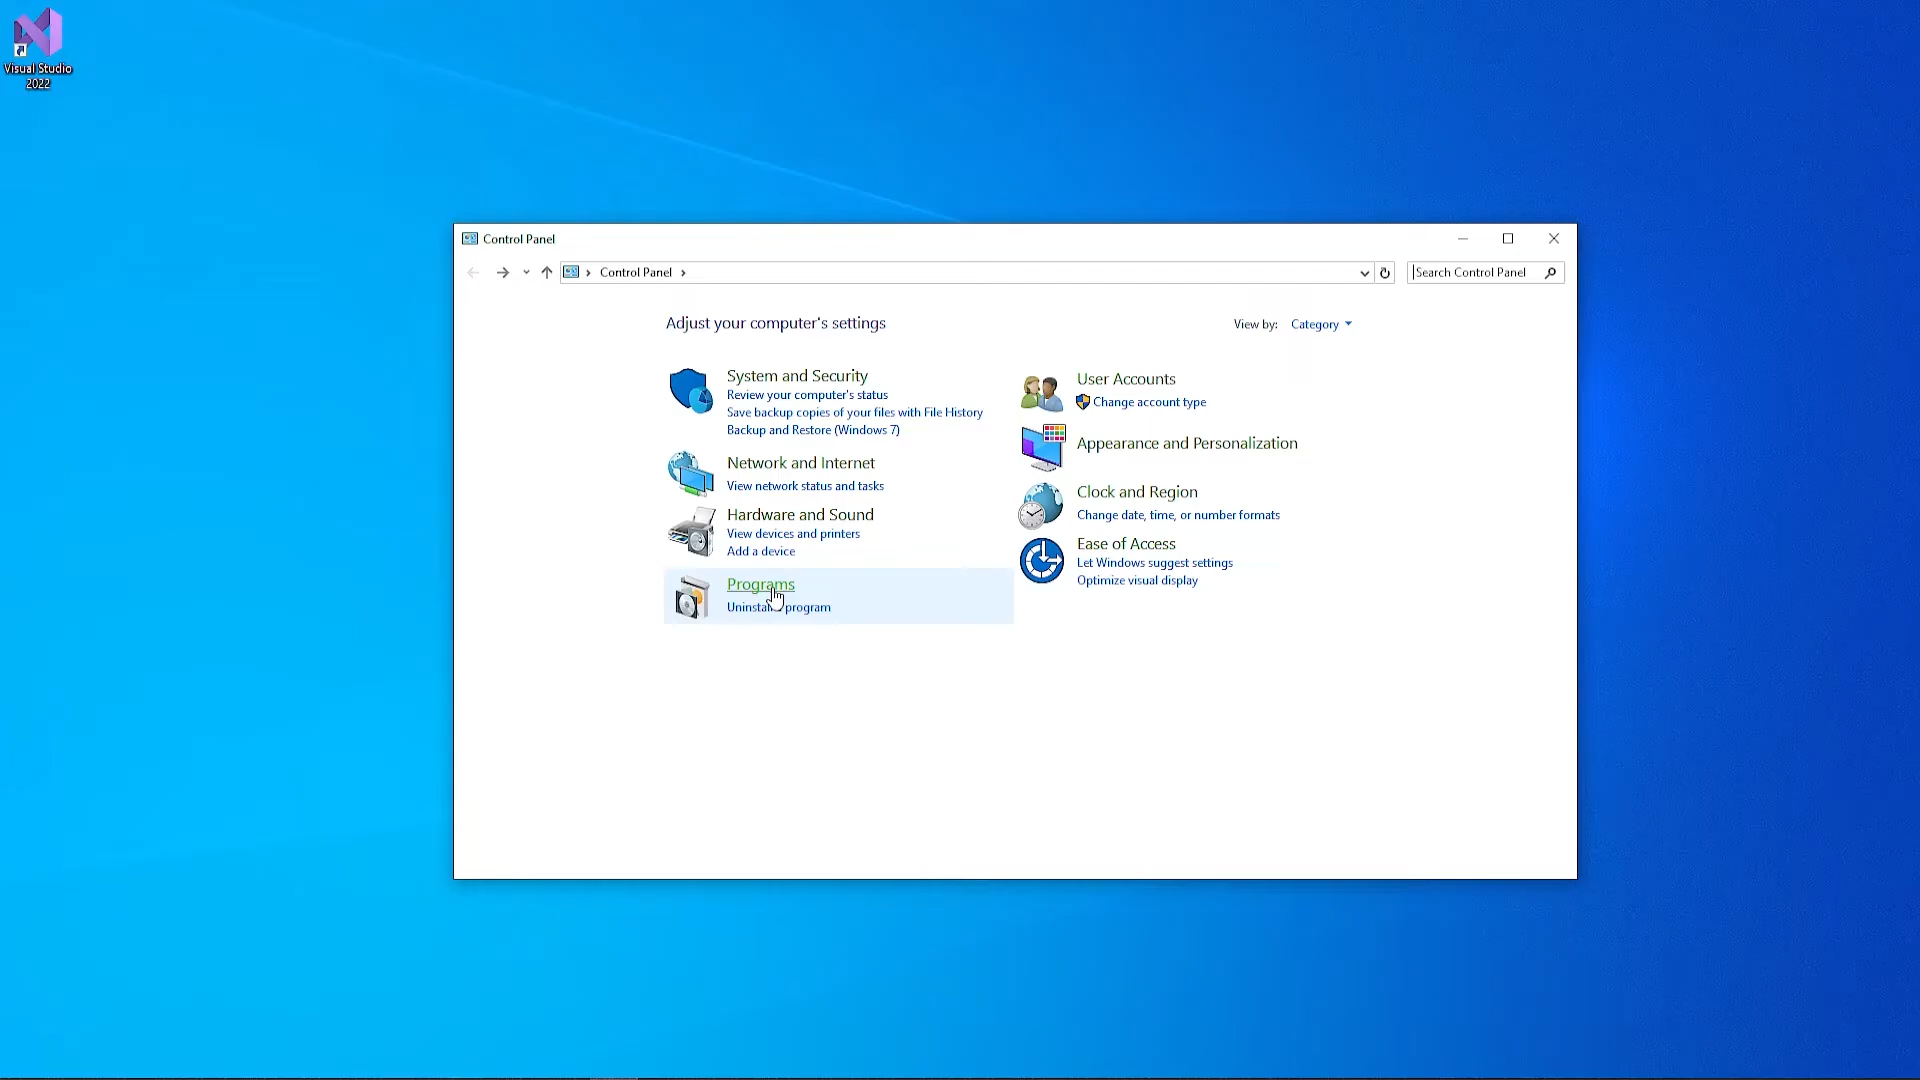 Visual Studio
2022
Control Panel
Control Panel
Search Control Panel
Adjust your computer's settings
View by: Category
System and Security
Review your computer's status
Save backup copies of your files with File History
Backup and Restore (Windows 7)
Network and Internet
View network status and tasks
Hardware and Sound
View devices and printers
Add a device
Programs
Uninstall program
User Accounts
Change account type
Appearance and Personalization
Clock and Region
Change date, time, or number formats
Ease of Access
Let Windows suggest settings
Optimize visual display